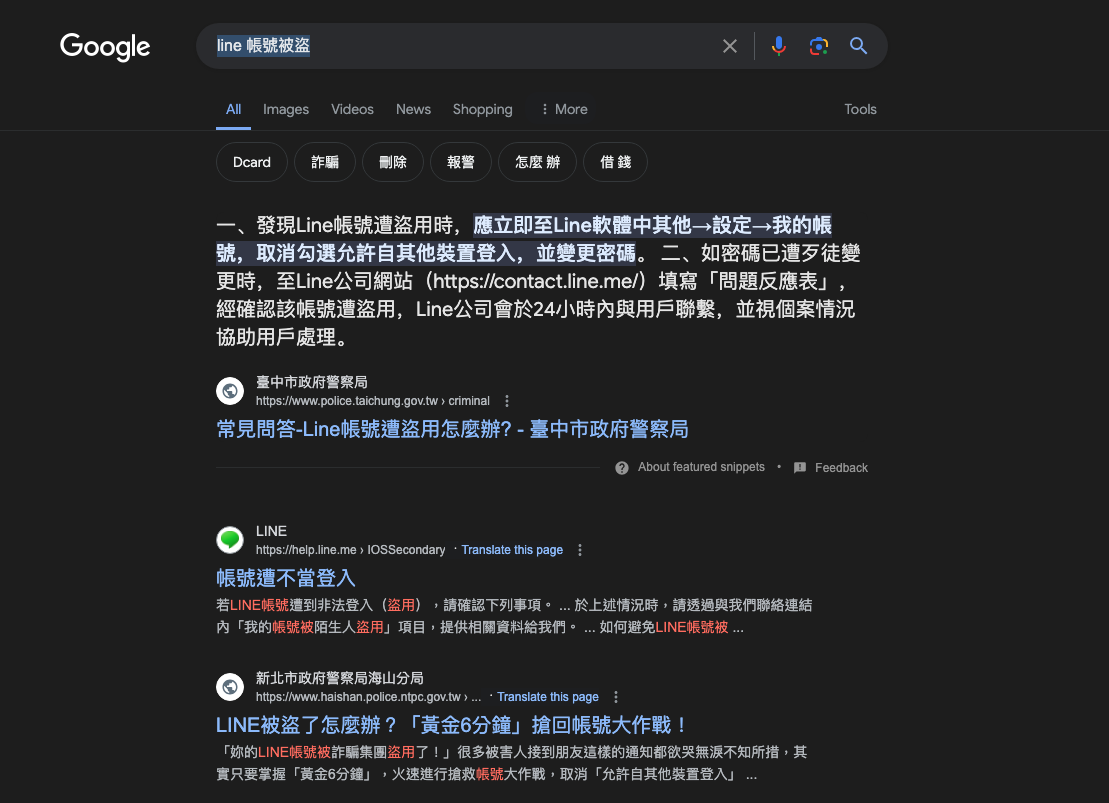 Google
line 帳號被盜
All Images Videos News Shopping More Tools
Dcard 詐騙 刪除 報警 怎麼 辦 借 錢
一、發現Line帳號遭盜用時，應立即至Line軟體中其他→設定→我的帳
號，取消勾選允許自其他裝置登入，並變更密碼。 二、如密碼已遭歹徒變
更時，至Line公司網站（https://contact.line.me/）填寫「問題反應表」，
經確認該帳號遭盜用，Line公司會於24小時內與用戶聯繫，並視個案情況
協助用戶處理。
臺中市政府警察局
https://www.police.taichung.gov.tw › criminal
常見問答-Line帳號遭盜用怎麼辦? - 臺中市政府警察局
About featured snippets • Feedback
LINE
https://help.line.me › IOSSecondary · Translate this page
帳號遭不當登入
若LINE帳號遭到非法登入（盜用），請確認下列事項。 ... 於上述情況時，請透過與我們聯絡連結
內「我的帳號被陌生人盜用」項目，提供相關資料給我們。 ... 如何避免LINE帳號被 ...
新北市政府警察局海山分局
https://www.haishan.police.ntpc.gov.tw › ... · Translate this page
LINE被盜了怎麼辦？「黃金6分鐘」搶回帳號大作戰！
「妳的LINE帳號被詐騙集團盜用了！」很多被害人接到朋友這樣的通知都欲哭無淚不知所措，其
實只要掌握「黃金6分鐘」，火速進行搶救帳號大作戰，取消「允許自其他裝置登入」 ...